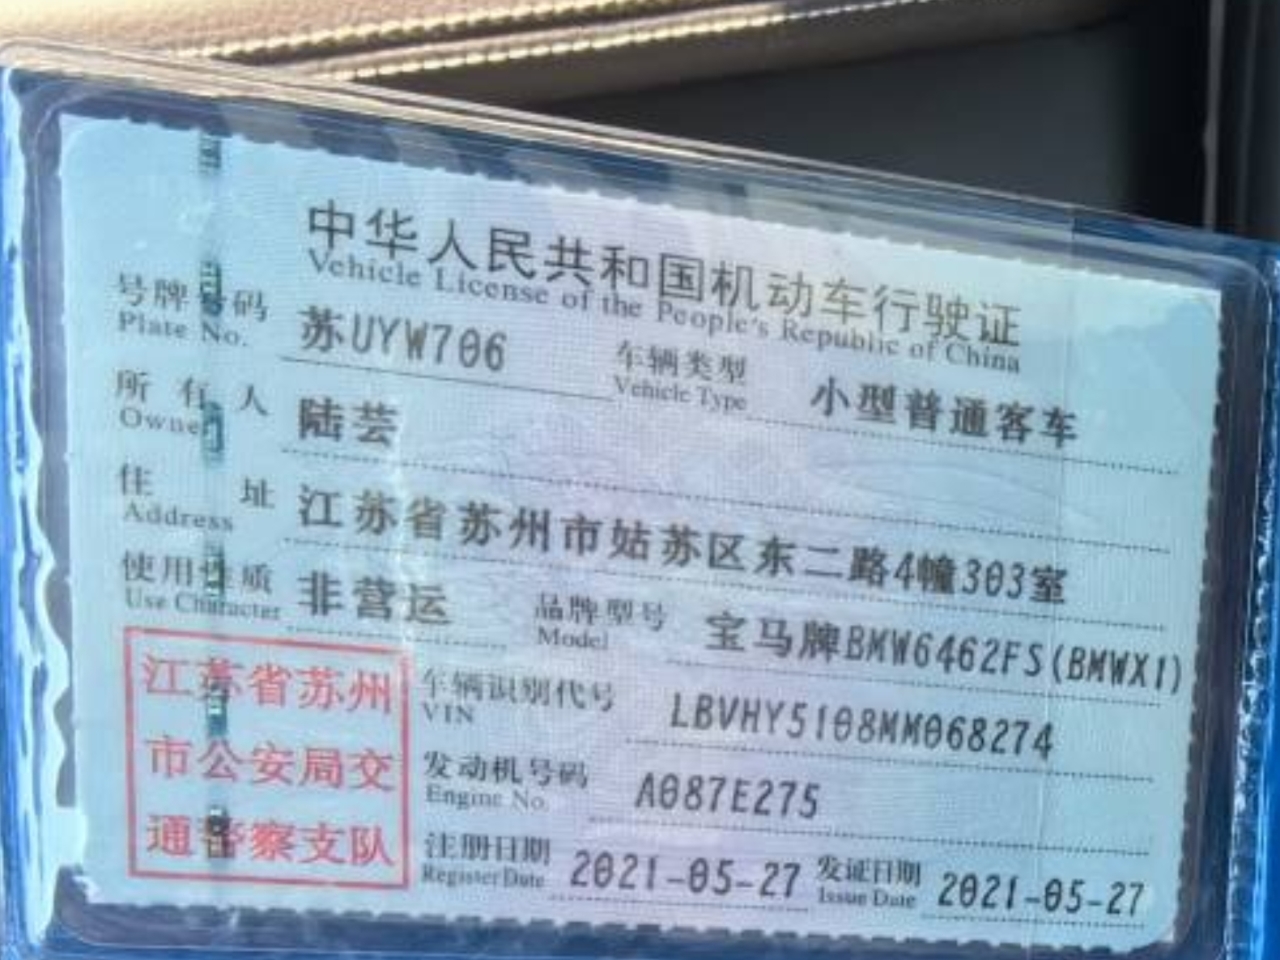 中华人民共和国机动车行驶证
Vehicle License of the People's Republic of China
号牌号码 苏UYW706 车辆类型 小型普通客车
Plate No. Vehicle Type
所有人 陆芸
Owner
住址 江苏省苏州市姑苏区东二路4幢303室
Address
使用性质 非营运 品牌型号 宝马牌BMW6462FS(BMWX1)
Use Character Model
江苏省苏州
市公安局交
通警察支队
车辆识别代号 LBVHY5108MM068274
VIN
发动机号码 A087E275
Engine No.
注册日期 2021-05-27 发证日期 2021-05-27
Register Date Issue Date